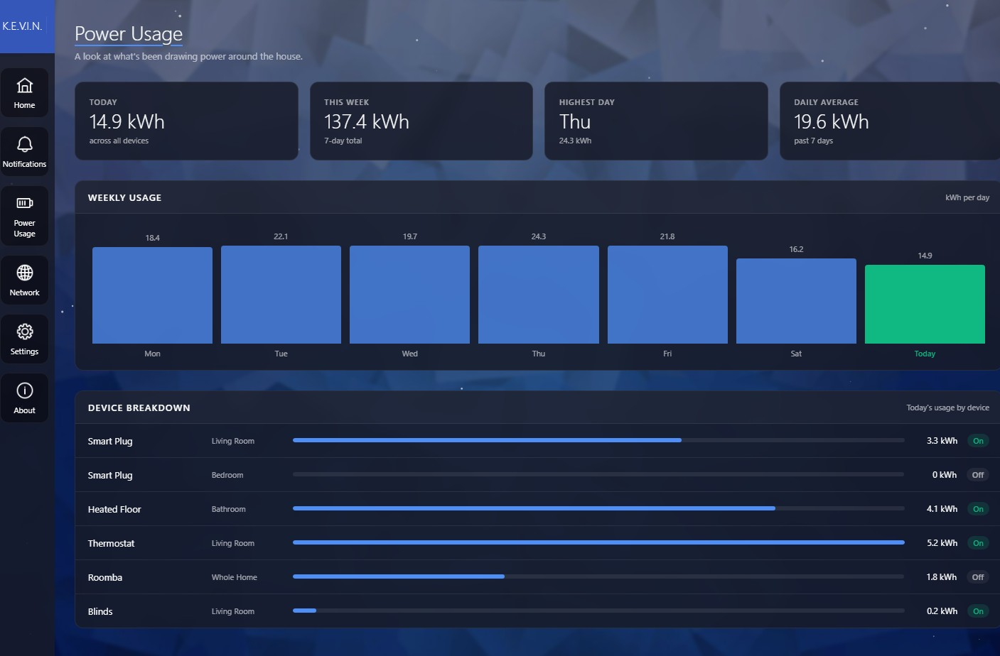 K.E.V.I.N.
Home
Notifications
Power
Usage
Network
Settings
About
Power Usage
A look at what's been drawing power around the house.
TODAY
14.9 kWh
across all devices
THIS WEEK
137.4 kWh
7-day total
HIGHEST DAY
Thu
24.3 kWh
DAILY AVERAGE
19.6 kWh
past 7 days
WEEKLY USAGE
kWh per day
18.4
22.1
19.7
24.3
21.8
16.2
14.9
Mon
Tue
Wed
Thu
Fri
Sat
Today
DEVICE BREAKDOWN
Today's usage by device
Smart Plug Living Room 3.3 kWh On
Smart Plug Bedroom 0 kWh Off
Heated Floor Bathroom 4.1 kWh On
Thermostat Living Room 5.2 kWh On
Roomba Whole Home 1.8 kWh Off
Blinds Living Room 0.2 kWh On